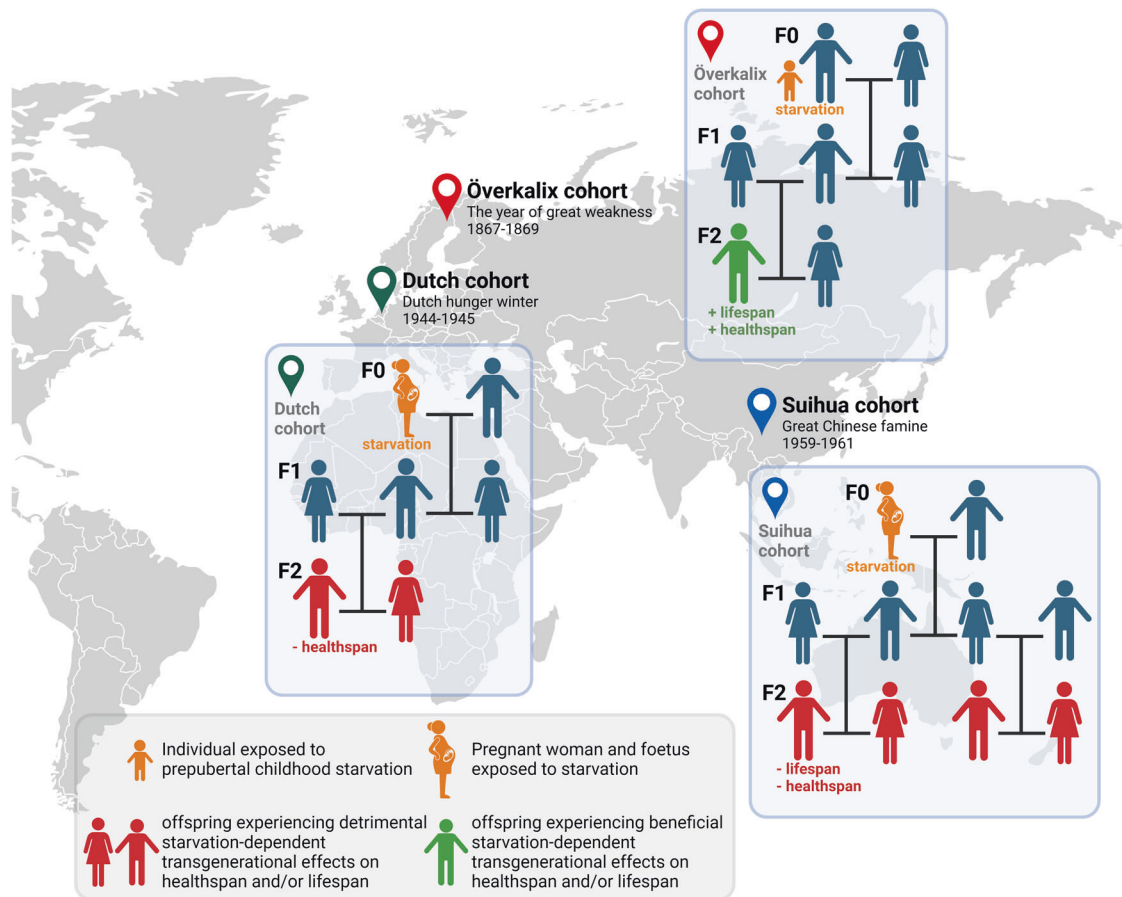 F0
Överkalix
cohort
starvation
F1
F2
+ lifespan
+ healthspan
Överkalix cohort
The year of great weakness
1867-1869
Dutch cohort
Dutch hunger winter
1944-1945
F0
Dutch
cohort
starvation
F1
F2
- healthspan
Suihua cohort
Great Chinese famine
1959-1961
F0
Suihua
cohort
starvation
F1
F2
- lifespan
- healthspan
Individual exposed to
prepubertal childhood starvation
Pregnant woman and foetus
exposed to starvation
offspring experiencing detrimental
starvation-dependent
transgenerational effects on
healthspan and/or lifespan
offspring experiencing beneficial
starvation-dependent
transgenerational effects on
healthspan and/or lifespan